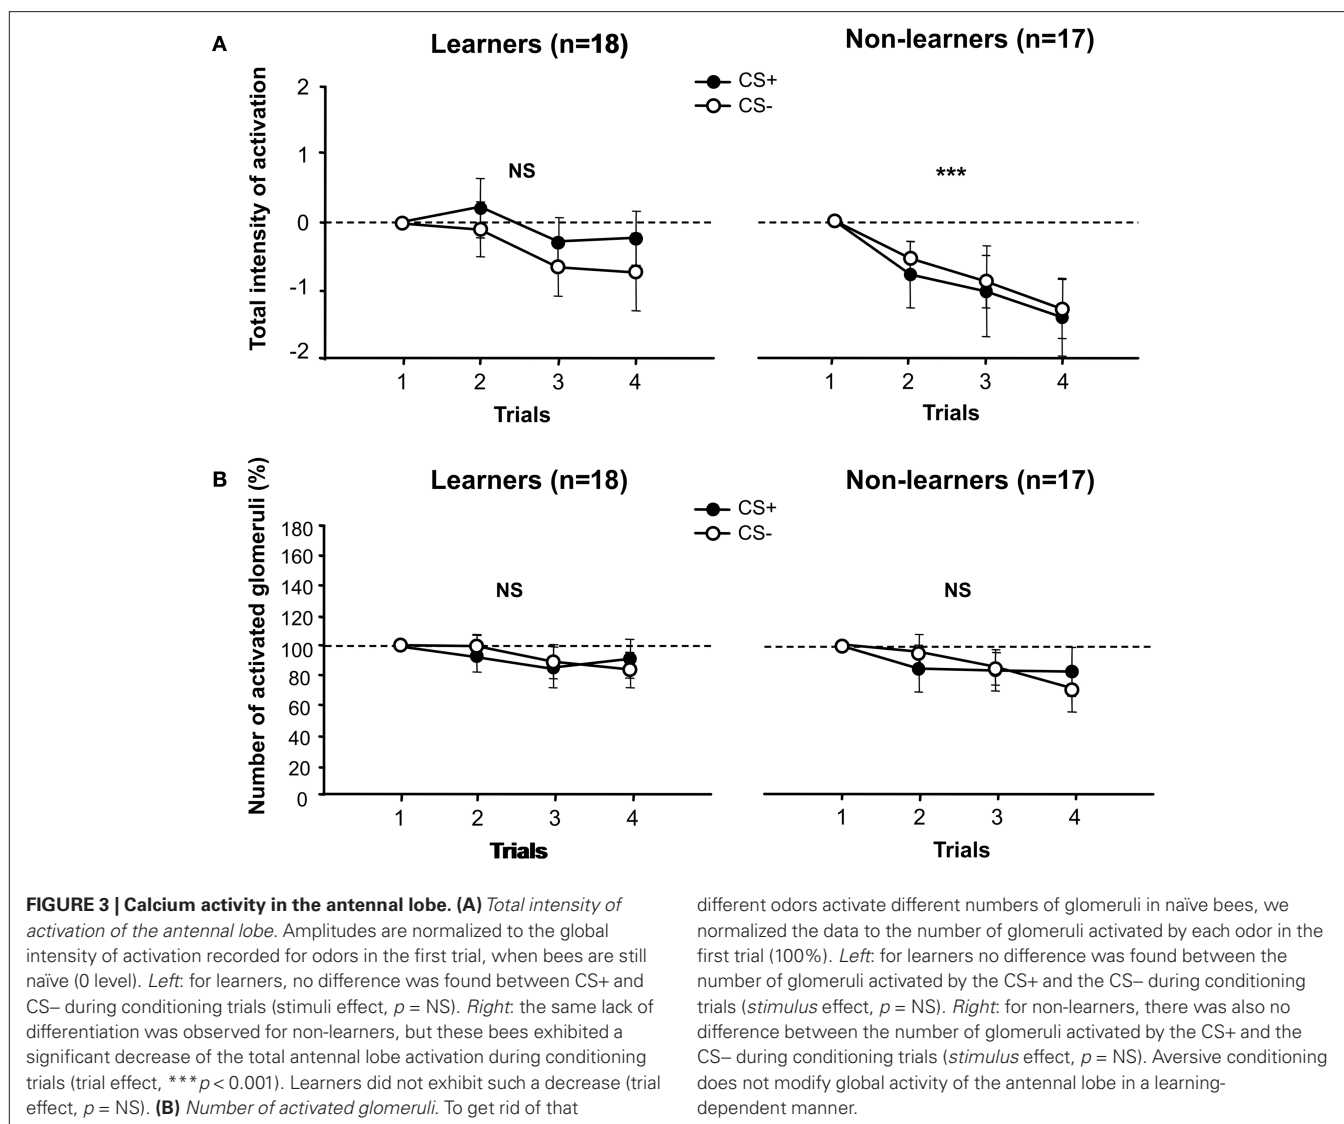 A
Learners (n=18)
Non-learners (n=17)
CS+
CS-
Total intensity of activation
2
1
0
-1
-2
NS
***
1 2 3 4
Trials
1 2 3 4
Trials
B
Learners (n=18)
Non-learners (n=17)
CS+
CS-
Number of activated glomeruli (%)
180
160
140
120
100
80
60
40
20
0
NS
NS
1 2 3 4
Trials
1 2 3 4
Trials
FIGURE 3 | Calcium activity in the antennal lobe. (A) Total intensity of
activation of the antennal lobe. Amplitudes are normalized to the global
intensity of activation recorded for odors in the first trial, when bees are still
naïve (0 level). Left: for learners, no difference was found between CS+ and
CS– during conditioning trials (stimuli effect, p = NS). Right: the same lack of
differentiation was observed for non-learners, but these bees exhibited a
significant decrease of the total antennal lobe activation during conditioning
trials (trial effect, ***p < 0.001). Learners did not exhibit such a decrease (trial
effect, p = NS). (B) Number of activated glomeruli. To get rid of that
different odors activate different numbers of glomeruli in naïve bees, we
normalized the data to the number of glomeruli activated by each odor in the
first trial (100%). Left: for learners no difference was found between the
number of glomeruli activated by the CS+ and the CS– during conditioning
trials (stimulus effect, p = NS). Right: for non-learners, there was also no
difference between the number of glomeruli activated by the CS+ and the
CS– during conditioning trials (stimulus effect, p = NS). Aversive conditioning
does not modify global activity of the antennal lobe in a learning-
dependent manner.